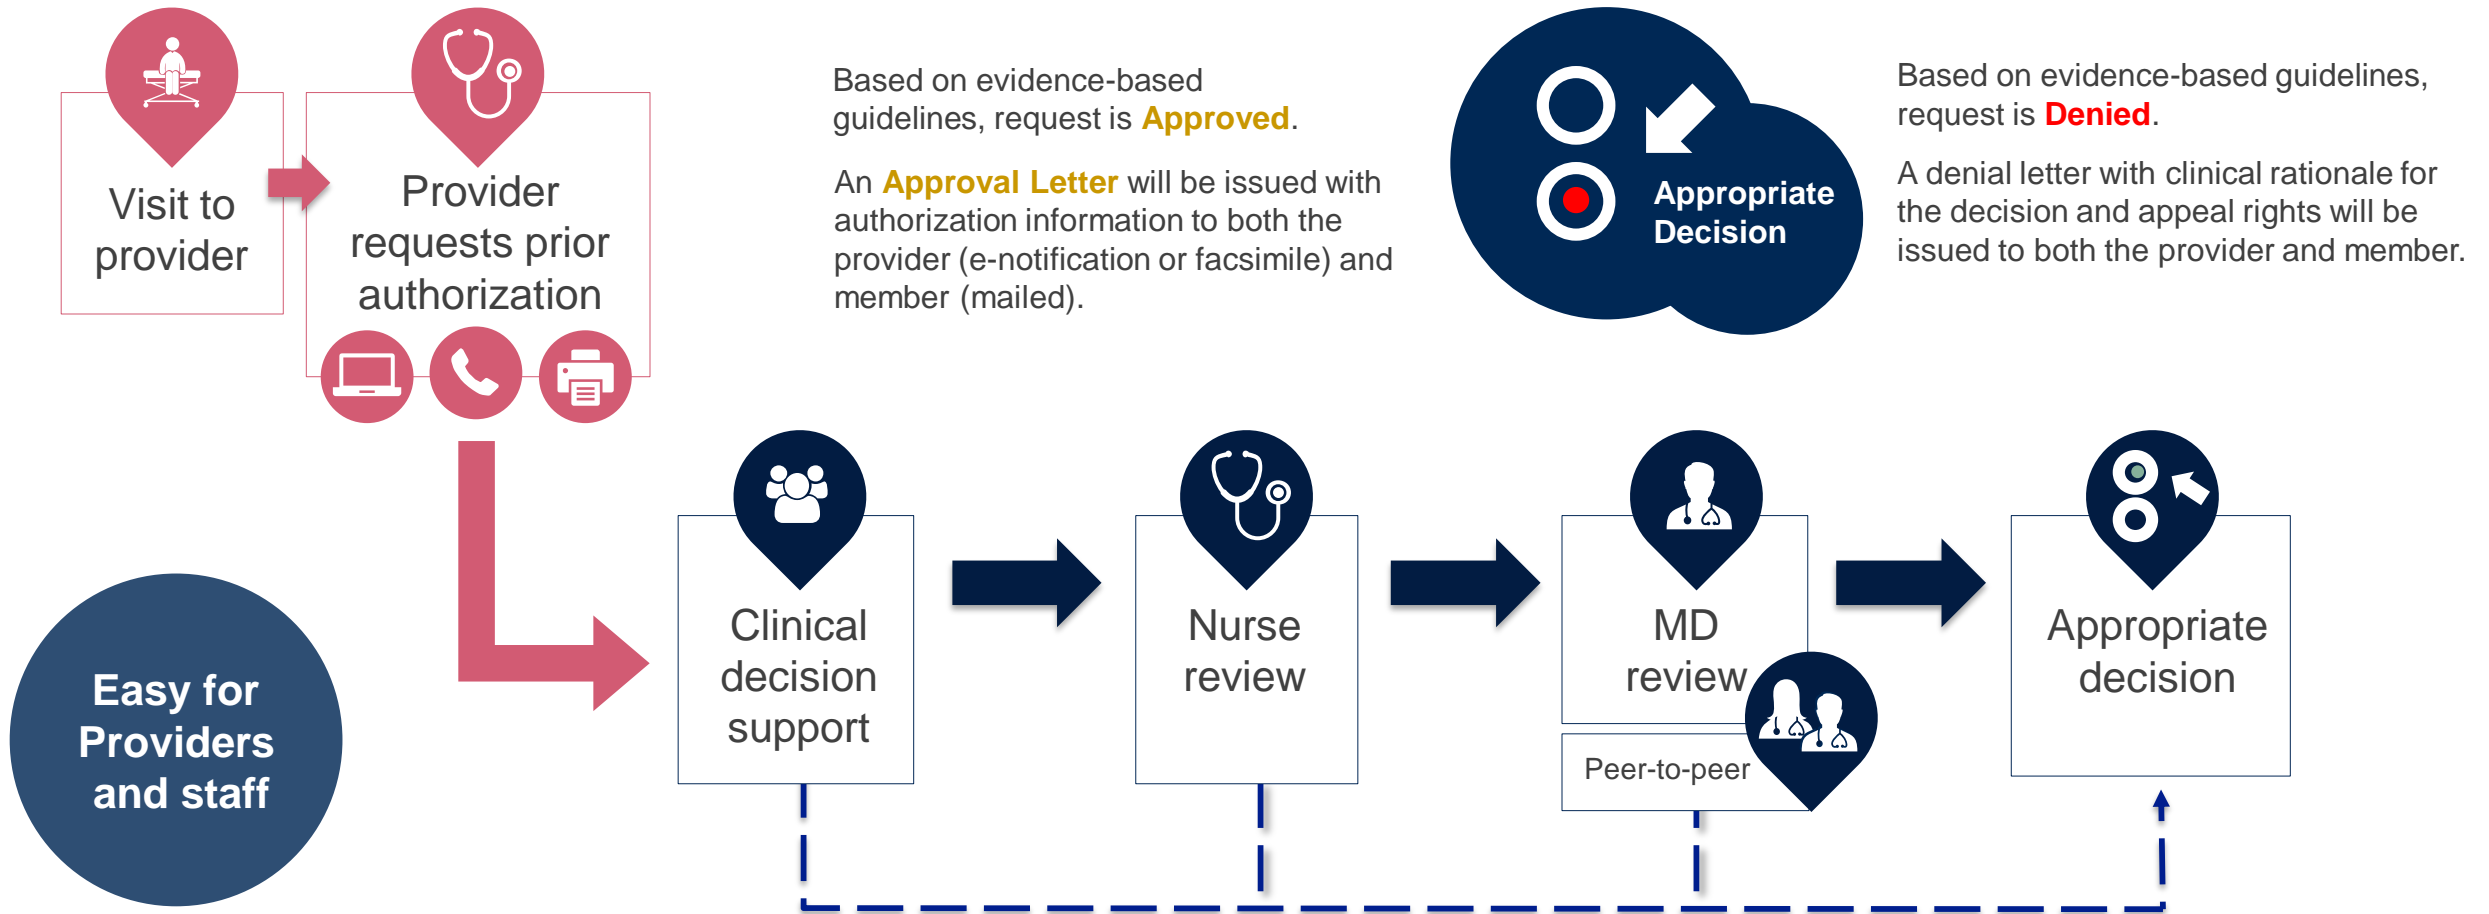 Visit to
provider
Provider
requests prior
authorization
Based on evidence-based
guidelines, request is Approved.
An Approval Letter will be issued with
authorization information to both the
provider (e-notification or facsimile) and
member (mailed).
Appropriate
Decision
Based on evidence-based guidelines,
request is Denied.
A denial letter with clinical rationale for
the decision and appeal rights will be
issued to both the provider and member.
Easy for
Providers
and staff
Clinical
decision
support
Nurse
review
MD
review
Peer-to-peer
Appropriate
decision